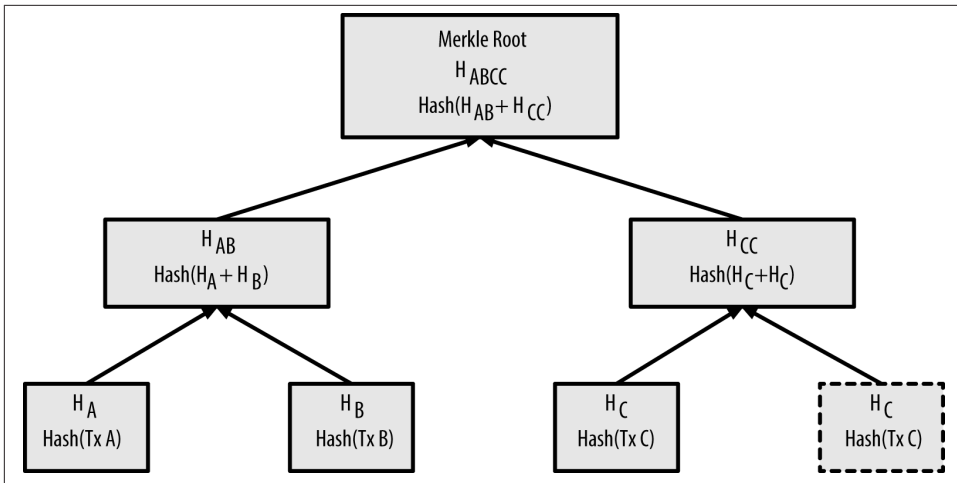 Merkle Root
H ABCC
Hash(H AB + H CC)
H AB
Hash(H A + H B)
H CC
Hash(H C+H C)
H A
Hash(Tx A)
H B
Hash(Tx B)
H C
Hash(Tx C)
H C
Hash(Tx C)